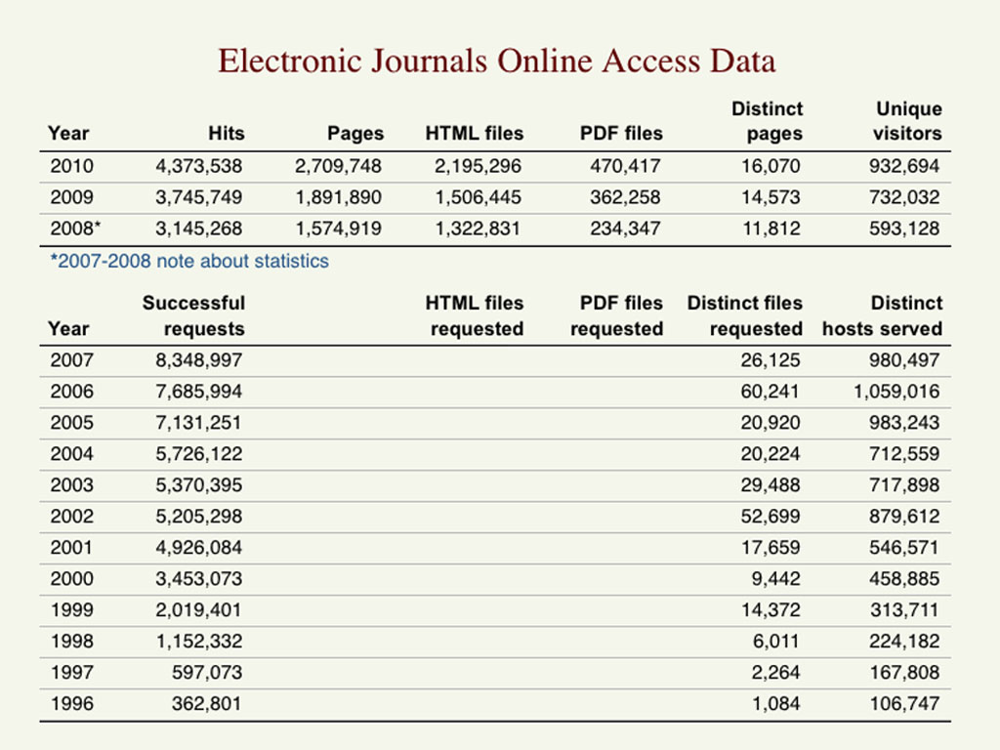 Electronic Journals Online Access Data
Year Hits Pages HTML files PDF files Distinct pages Unique visitors
2010 4,373,538 2,709,748 2,195,296 470,417 16,070 932,694
2009 3,745,749 1,891,890 1,506,445 362,258 14,573 732,032
2008* 3,145,268 1,574,919 1,322,831 234,347 11,812 593,128
*2007-2008 note about statistics
Year Successful requests HTML files requested PDF files requested Distinct files requested Distinct hosts served
2007 8,348,997 26,125 980,497
2006 7,685,994 60,241 1,059,016
2005 7,131,251 20,920 983,243
2004 5,726,122 20,224 712,559
2003 5,370,395 29,488 717,898
2002 5,205,298 52,699 879,612
2001 4,926,084 17,659 546,571
2000 3,453,073 9,442 458,885
1999 2,019,401 14,372 313,711
1998 1,152,332 6,011 224,182
1997 597,073 2,264 167,808
1996 362,801 1,084 106,747